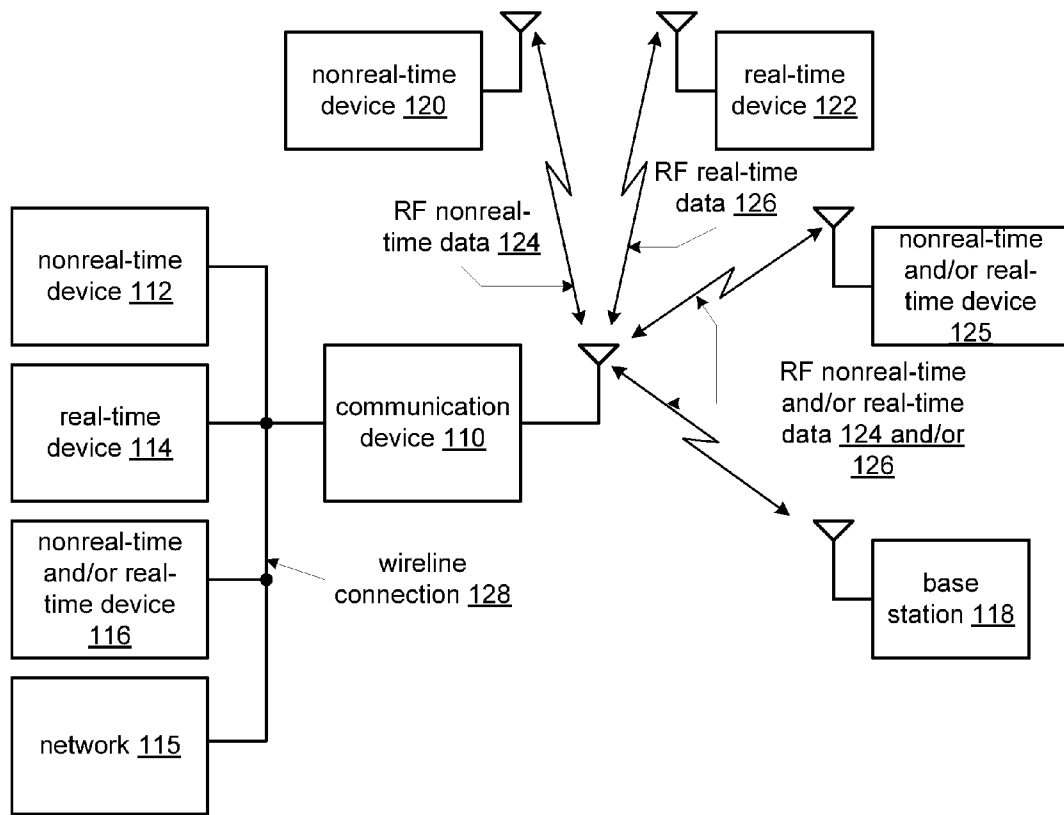 nonreal-time
device 120
real-time
device 122
RF real-time
data 126
RF nonreal-
time data 124
nonreal-time
device 112
nonreal-time
and/or real-
time device
125
real-time
device 114
communication
device 110
RF nonreal-time
and/or real-time
data 124 and/or
126
nonreal-time
and/or real-
time device
116
wireline
connection 128
base
station 118
network 115